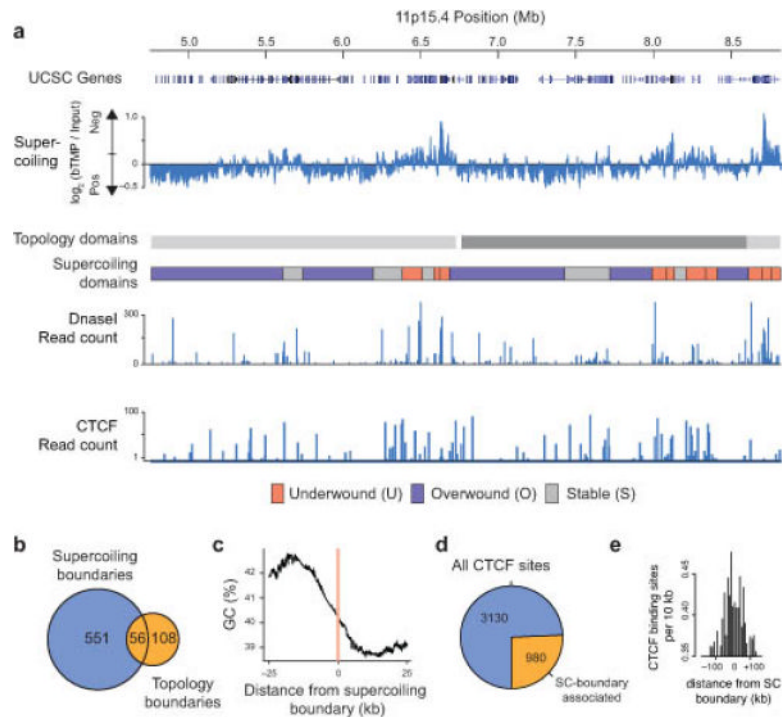 11p15.4 Position (Mb)
a
5.0 5.5 6.0 6.5 7.0 7.5 8.0 8.5
UCSC Genes
Super-
coiling
log2 (bTMP / Input)
Pos Neg
1.0
0
-0.5
Topology domains
Supercoiling
domains
DnaseI
Read count
300
0
CTCF
Read count
100
1
Underwound (U) Overwound (O) Stable (S)
b
Supercoiling
boundaries
551 56 108
Topology
boundaries
c
GC (%)
42
41
40
39
-25 0 25
Distance from supercoiling
boundary (kb)
d
All CTCF sites
3130
980
SC-boundary
associated
e
CTCF binding sites
per 10 kb
0.45
0.40
0.35
-100 0 +100
distance from SC
boundary (kb)